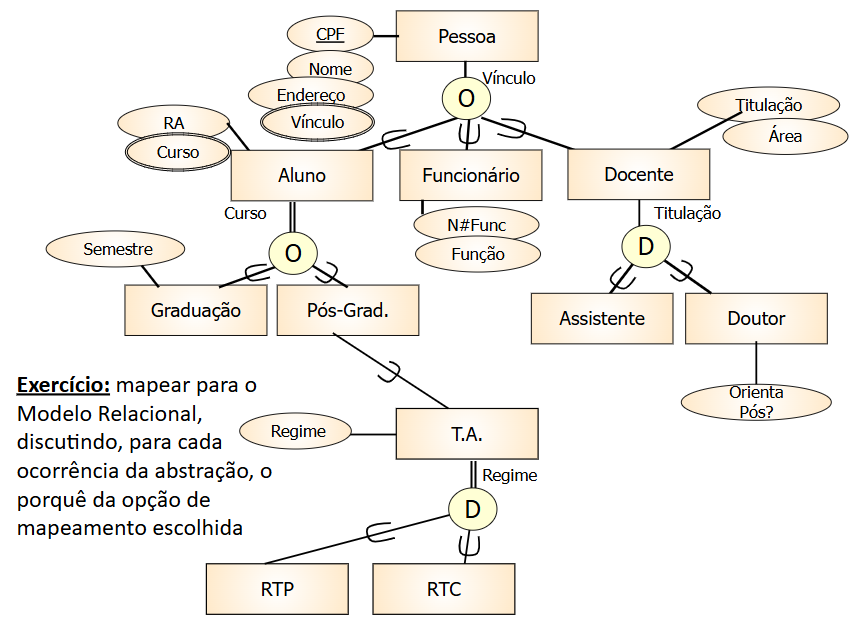 CPF
Pessoa
Nome
Vínculo
Endereço
O
Titulação
RA
Vínculo
Área
Curso
Aluno
Funcionário
Docente
Curso
N#Func
Titulação
Semestre
O
Função
D
Graduação
Pós-Grad.
Assistente
Doutor
Exercício: mapear para o
Modelo Relacional,
discutindo, para cada
ocorrência da abstração, o
porquê da opção de
mapeamento escolhida
Orienta
Pós?
Regime
T.A.
Regime
D
RTP
RTC